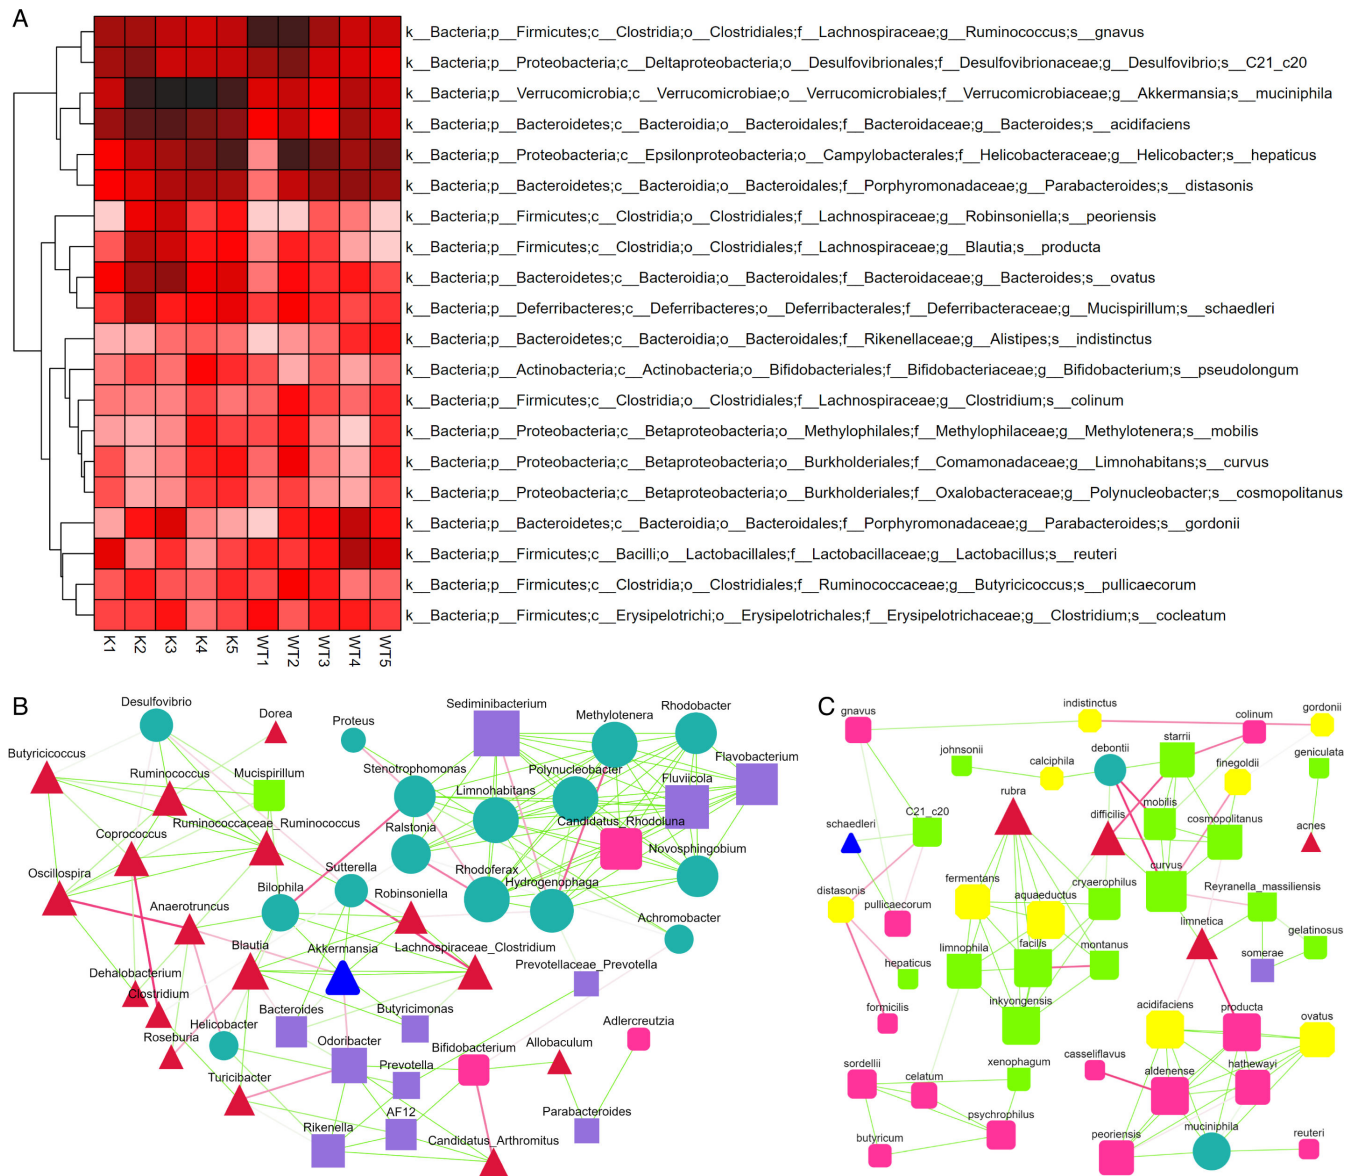 A
k__Bacteria;p__Firmicutes;c__Clostridia;o__Clostridiales;f__Lachnospiraceae;g__Ruminococcus;s__gnavus
k__Bacteria;p__Proteobacteria;c__Deltaproteobacteria;o__Desulfovibrionales;f__Desulfovibrionaceae;g__Desulfovibrio;s__C21_c20
k__Bacteria;p__Verrucomicrobia;c__Verrucomicrobiae;o__Verrucomicrobiales;f__Verrucomicrobiaceae;g__Akkermansia;s__muciniphila
k__Bacteria;p__Bacteroidetes;c__Bacteroidia;o__Bacteroidales;f__Bacteroidaceae;g__Bacteroides;s__acidifaciens
k__Bacteria;p__Proteobacteria;c__Epsilonproteobacteria;o__Campylobacterales;f__Helicobacteraceae;g__Helicobacter;s__hepaticus
k__Bacteria;p__Bacteroidetes;c__Bacteroidia;o__Bacteroidales;f__Porphyromonadaceae;g__Parabacteroides;s__distasonis
k__Bacteria;p__Firmicutes;c__Clostridia;o__Clostridiales;f__Lachnospiraceae;g__Robinsoniella;s__peoriensis
k__Bacteria;p__Firmicutes;c__Clostridia;o__Clostridiales;f__Lachnospiraceae;g__Blautia;s__producta
k__Bacteria;p__Bacteroidetes;c__Bacteroidia;o__Bacteroidales;f__Bacteroidaceae;g__Bacteroides;s__ovatus
k__Bacteria;p__Deferribacteres;c__Deferribacteres;o__Deferribacterales;f__Deferribacteraceae;g__Mucispirillum;s__schaedleri
k__Bacteria;p__Bacteroidetes;c__Bacteroidia;o__Bacteroidales;f__Rikenellaceae;g__Alistipes;s__indistinctus
k__Bacteria;p__Actinobacteria;c__Actinobacteria;o__Bifidobacteriales;f__Bifidobacteriaceae;g__Bifidobacterium;s__pseudolongum
k__Bacteria;p__Firmicutes;c__Clostridia;o__Clostridiales;f__Lachnospiraceae;g__Clostridium;s__colinum
k__Bacteria;p__Proteobacteria;c__Betaproteobacteria;o__Methylophilales;f__Methylophilaceae;g__Methylotenera;s__mobilis
k__Bacteria;p__Proteobacteria;c__Betaproteobacteria;o__Burkholderiales;f__Comamonadaceae;g__Limnohabitans;s__curvus
k__Bacteria;p__Proteobacteria;c__Betaproteobacteria;o__Burkholderiales;f__Oxalobacteraceae;g__Polynucleobacter;s__cosmopolitanus
k__Bacteria;p__Bacteroidetes;c__Bacteroidia;o__Bacteroidales;f__Porphyromonadaceae;g__Parabacteroides;s__gordonii
k__Bacteria;p__Firmicutes;c__Bacilli;o__Lactobacillales;f__Lactobacillaceae;g__Lactobacillus;s__reuteri
k__Bacteria;p__Firmicutes;c__Clostridia;o__Clostridiales;f__Ruminococcaceae;g__Butyricicoccus;s__pullicaecorum
k__Bacteria;p__Firmicutes;c__Erysipelotrichi;o__Erysipelotrichales;f__Erysipelotrichaceae;g__Clostridium;s__cocleatum
K1 K2 K3 K4 K5 WT1 WT2 WT3 WT4 WT5
B
Desulfovibrio
Dorea
Proteus
Sediminibacterium
Methylotenera
Rhodobacter
Butyricicoccus
Ruminococcus
Mucispirillum
Stenotrophomonas
Polynucleobacter
Flavobacterium
Limnohabitans
Fluviicola
Coprococcus
Ruminococcaceae_Ruminococcus
Ralstonia
Candidatus_Rhodoluna
Oscillospira
Sutterella
Bilophila
Robinsoniella
Rhodoferax
Hydrogenophaga
Novosphingobium
Anaerotruncus
Blautia
Akkermansia
Lachnospiraceae_Clostridium
Achromobacter
Dehalobacterium
Clostridium
Prevotellaceae_Prevotella
Bacteroides
Butyricimonas
Roseburia
Helicobacter
Odoribacter
Bifidobacterium
Allobaculum
Adlercreutzia
Turicibacter
Prevotella
Rikenella
AF12
Candidatus_Arthromitus
Parabacteroides
C
gnavus
indistinctus
colinum
gordonii
johnsonii
calciphila
debontii
starrii
finegoldii
geniculata
schaedleri
C21_c20
rubra
difficilis
mobilis
cosmopolitanus
acnes
distasonis
pullicaecorum
fermentans
aquaeductus
cryaerophilus
curvus
Reyranella_massiliensis
hepaticus
limnophila
facilis
montanus
limnetica
somerae
gelatinosus
formicilis
inkyongensis
acidifaciens
producta
ovatus
sordellii
celatum
xenophagum
casseliflavus
aldenense
hathewayi
butyricum
psychrophilus
peoriensis
muciniphila
reuteri